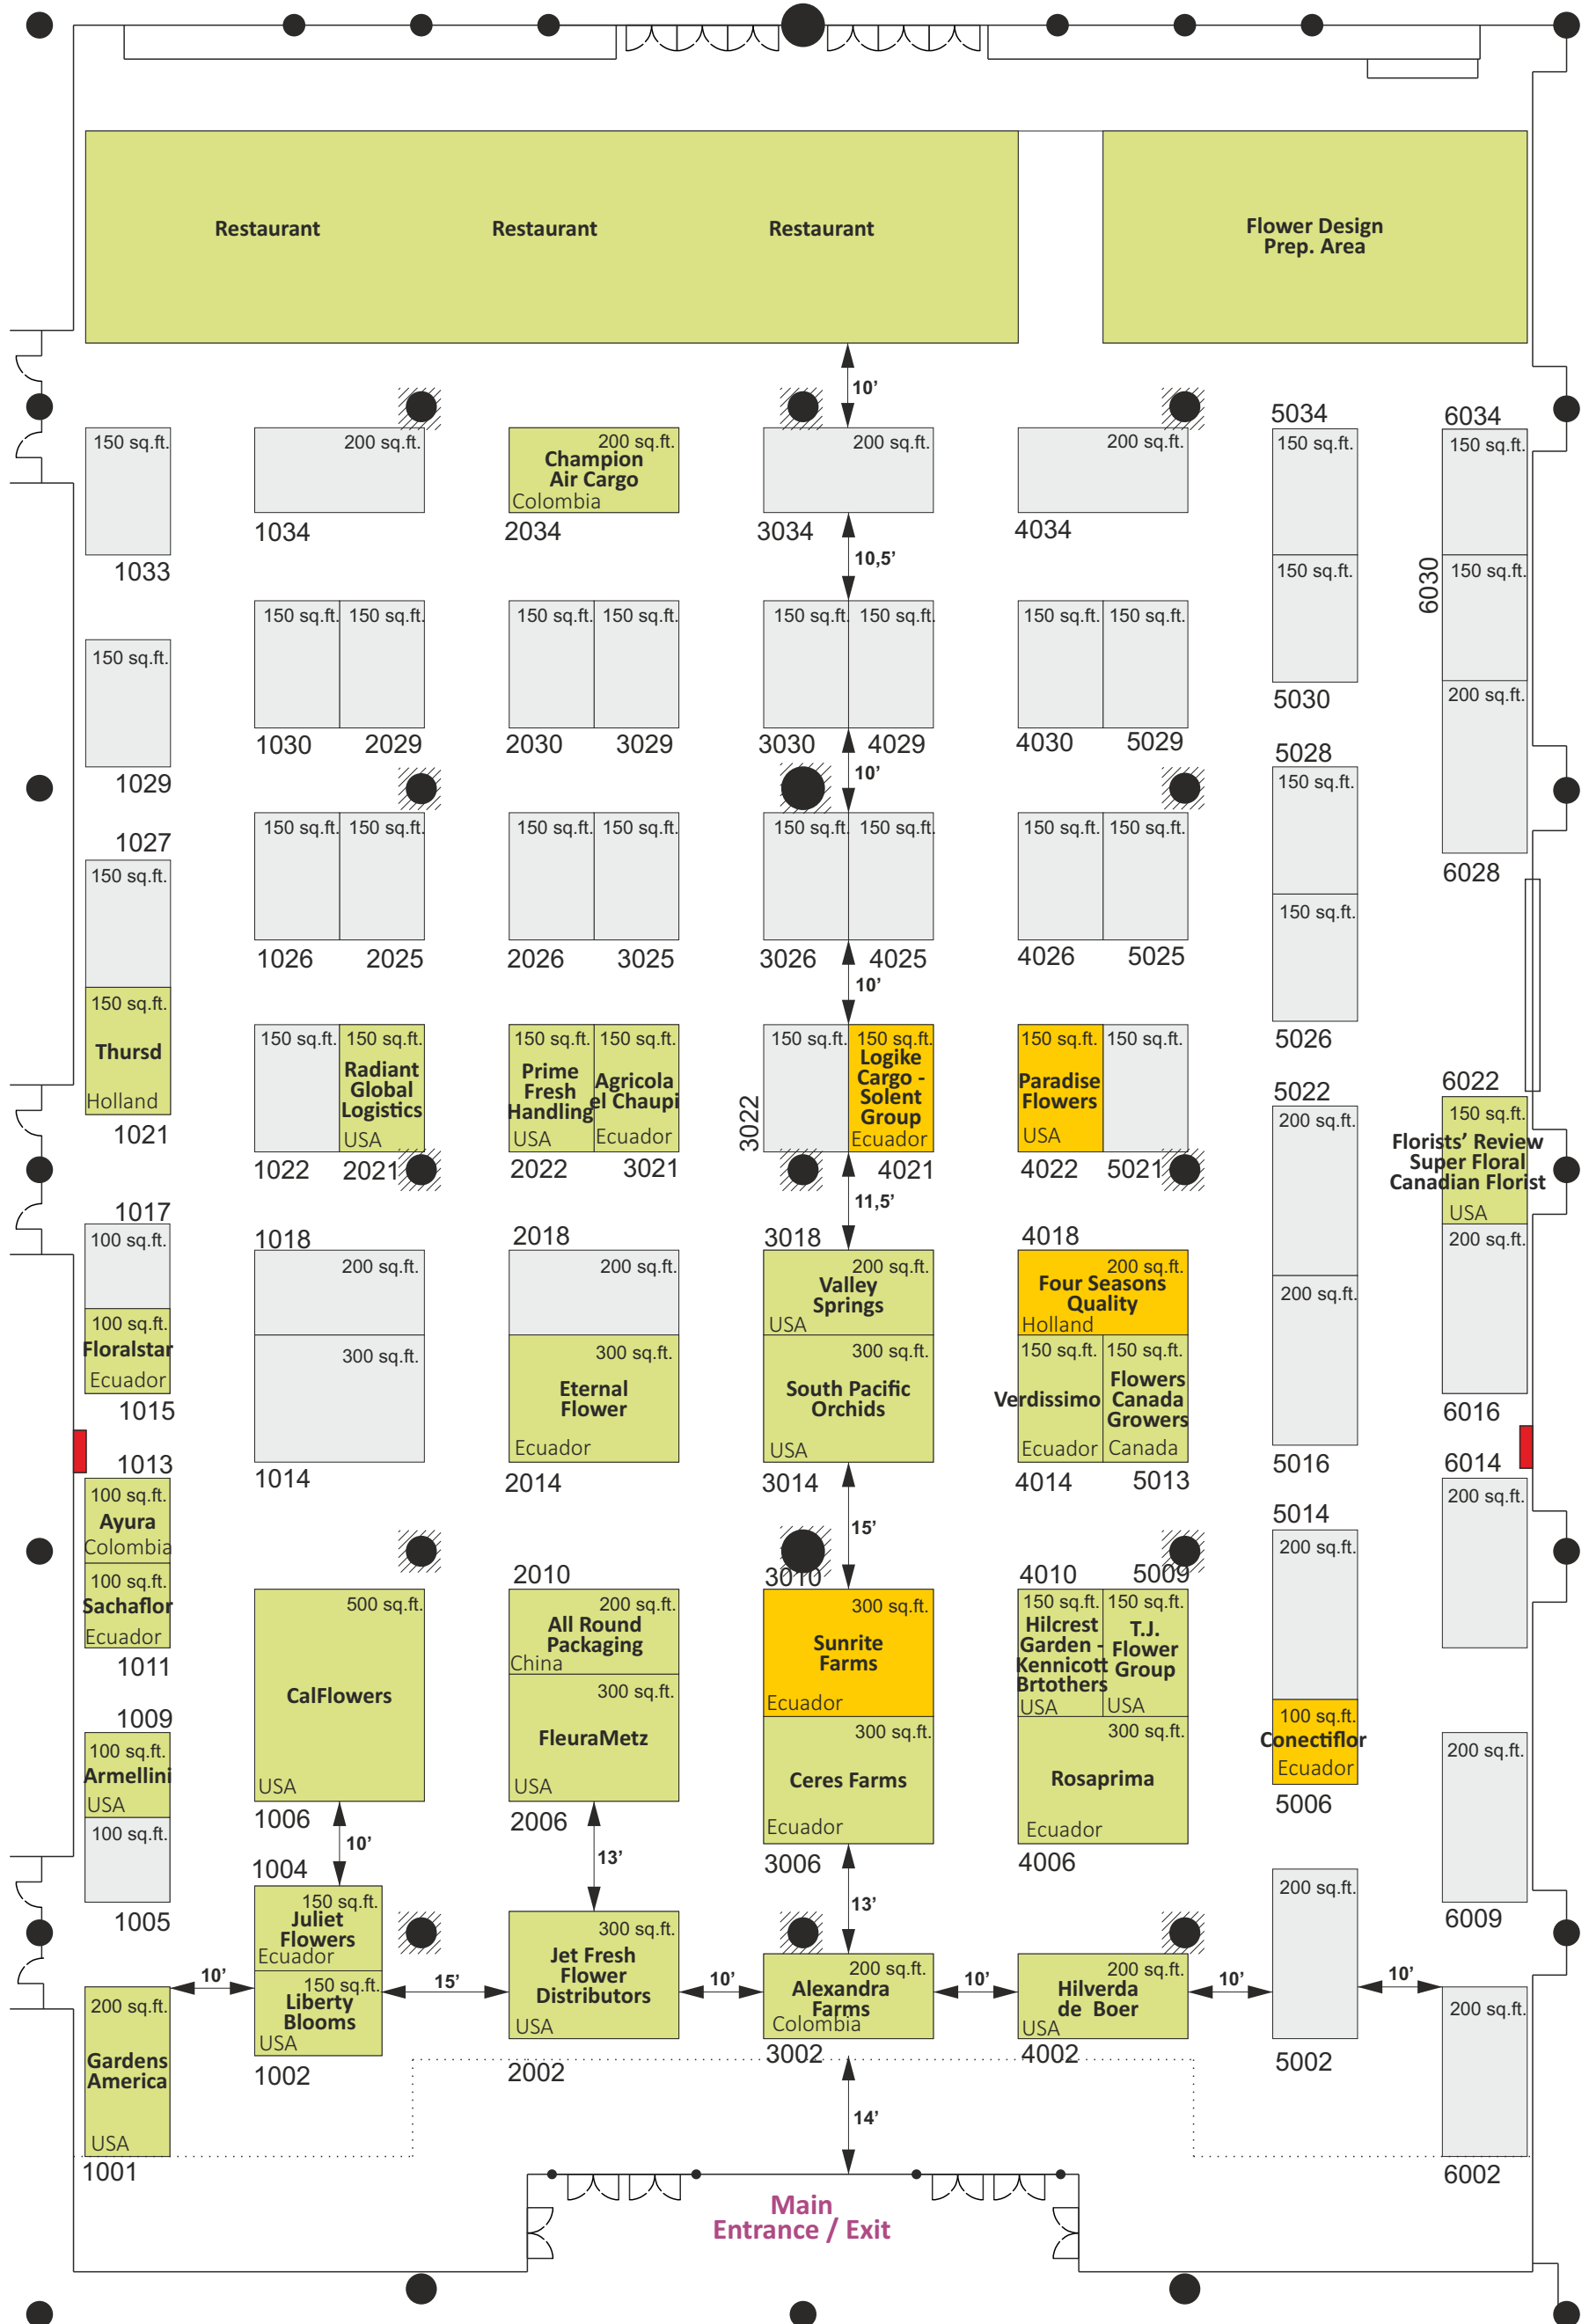 Restaurant
Restaurant
Restaurant
Flower Design
Prep. Area
10’
5034
6034
150 sq.ft.
200 sq.ft.
200 sq.ft.
Champion
Air Cargo
Colombia
200 sq.ft.
200 sq.ft.
150 sq.ft.
150 sq.ft.
1033
1034
2034
3034
4034
10,5’
150 sq.ft.
150 sq.ft.
6030
150 sq.ft.
150 sq.ft.
150 sq.ft.
150 sq.ft.
150 sq.ft.
150 sq.ft.
150 sq.ft.
150 sq.ft.
150 sq.ft.
5030
200 sq.ft.
1030
2029
2030
3029
3030
4029
4030
5029
10’
1029
5028
150 sq.ft.
1027
150 sq.ft.
150 sq.ft.
150 sq.ft.
150 sq.ft.
150 sq.ft.
150 sq.ft.
150 sq.ft.
150 sq.ft.
150 sq.ft.
6028
150 sq.ft.
1026
2025
2026
3025
3026
4025
4026
5025
10’
150 sq.ft.
Thursd
Holland
1021
5026
150 sq.ft.
150 sq.ft.
Radiant
Global
Logistics
USA
150 sq.ft.
Prime
Fresh
Handling
USA
150 sq.ft.
Agricola
el Chaupi
Ecuador
150 sq.ft.
3022
150 sq.ft.
Logike
Cargo -
Solent
Group
Ecuador
150 sq.ft.
Paradise
Flowers
USA
150 sq.ft.
5022
200 sq.ft.
6022
150 sq.ft.
Florists’ Review
Super Floral
Canadian Florist
USA
1022
2021
2022
3021
4021
4022
5021
11,5’
1017
100 sq.ft.
1018
200 sq.ft.
2018
200 sq.ft.
3018
200 sq.ft.
Valley
Springs
USA
4018
200 sq.ft.
Four Seasons
Quality
Holland
200 sq.ft.
200 sq.ft.
100 sq.ft.
Floralstar
Ecuador
1015
300 sq.ft.
300 sq.ft.
Eternal
Flower
Ecuador
300 sq.ft.
South Pacific
Orchids
USA
150 sq.ft.
Verdissimo
Ecuador
150 sq.ft.
Flowers
Canada
Growers
Canada
6016
1013
1014
2014
3014
4014
5013
5016
6014
100 sq.ft.
Ayura
Colombia
15’
5014
200 sq.ft.
200 sq.ft.
100 sq.ft.
Sachaflor
Ecuador
1011
2010
3010
4010
5009
500 sq.ft.
CalFlowers
USA
200 sq.ft.
All Round
Packaging
China
300 sq.ft.
Sunrite
Farms
Ecuador
150 sq.ft.
Hilcrest
Garden -
Kennicott
Brtothers
USA
150 sq.ft.
T.J.
Flower
Group
USA
300 sq.ft.
FleuraMetz
USA
300 sq.ft.
Ceres Farms
Ecuador
300 sq.ft.
Rosaprima
Ecuador
100 sq.ft.
Conectiflor
Ecuador
5006
1009
100 sq.ft.
Armellini
USA
200 sq.ft.
100 sq.ft.
1005
1006
2006
3006
4006
10’
13’
13’
6009
1004
150 sq.ft.
Juliet
Flowers
Ecuador
200 sq.ft.
10’
150 sq.ft.
Liberty
Blooms
USA
15’
300 sq.ft.
Jet Fresh
Flower
Distributors
USA
10’
200 sq.ft.
Alexandra
Farms
Colombia
10’
200 sq.ft.
Hilverda
de Boer
USA
10’
10’
200 sq.ft.
Gardens
America
USA
200 sq.ft.
1002
2002
3002
4002
5002
14’
1001
6002
Main
Entrance / Exit